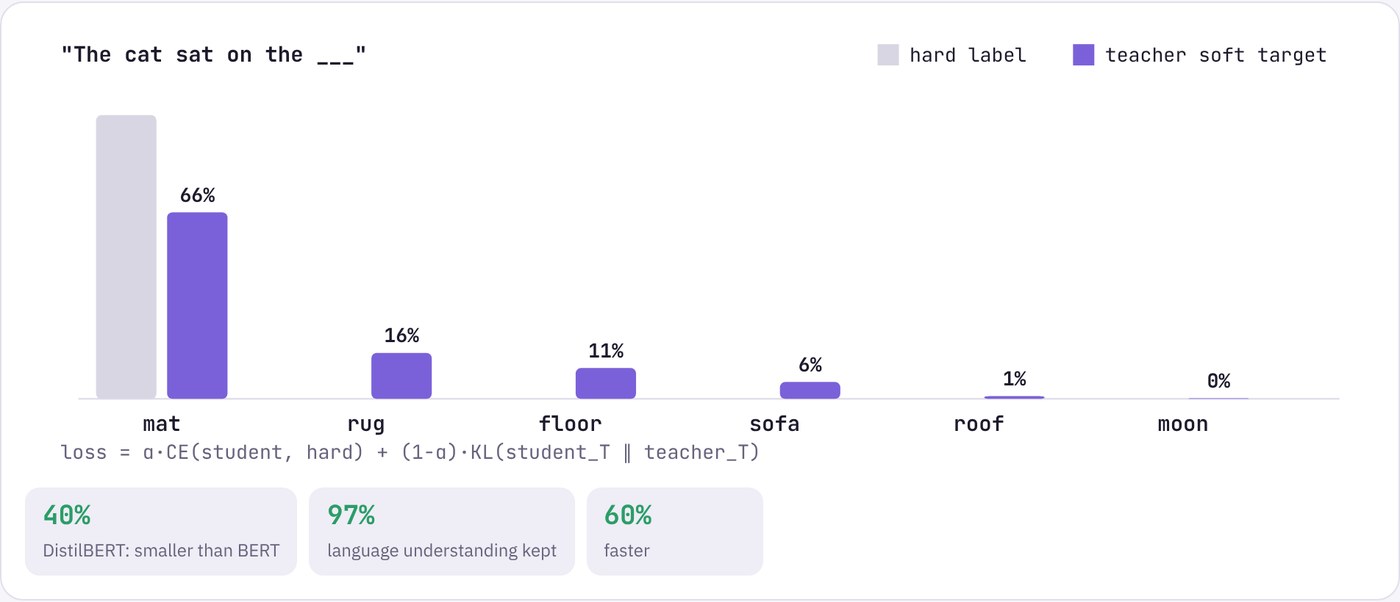 "The cat sat on the ___"
hard label
teacher soft target
66%
16%
11%
6%
1%
0%
mat
rug
floor
sofa
roof
moon
loss = α·CE(student, hard) + (1-α)·KL(student_T ‖ teacher_T)
40%
DistilBERT: smaller than BERT
97%
language understanding kept
60%
faster